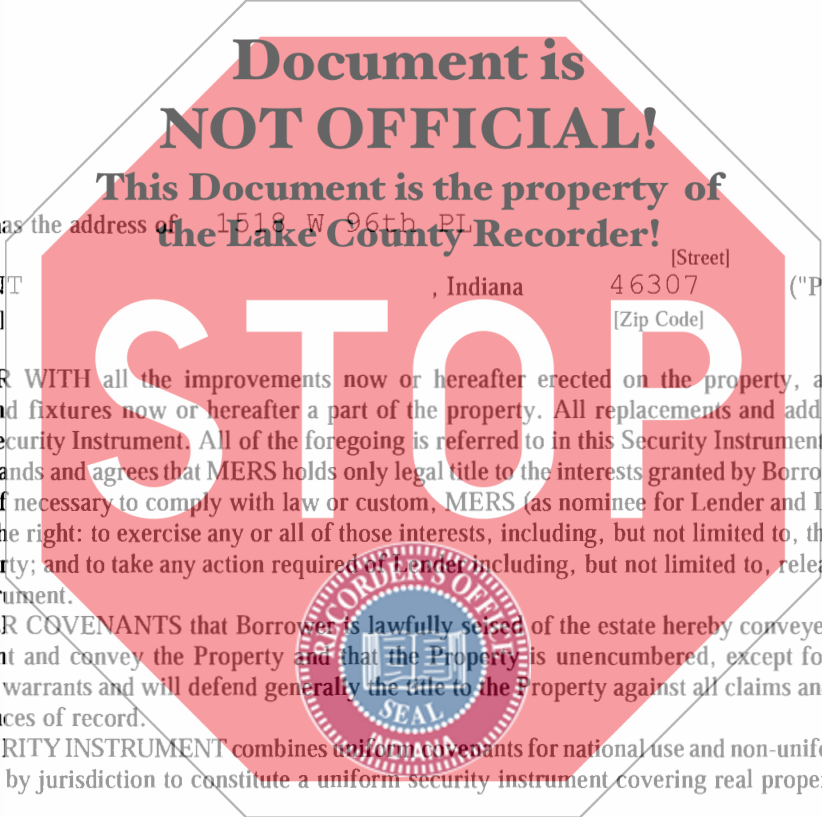 Document is
NOT OFFICIAL!
This Document is the property of
the Lake County Recorder!
as the address of 1518 W 96th PL
[Street]
T , Indiana 46307 ("P
] [Zip Code]
STOP
R WITH all the improvements now or hereafter erected on the property, a
d fixtures now or hereafter a part of the property. All replacements and add
ecurity Instrument. All of the foregoing is referred to in this Security Instrument
ands and agrees that MERS holds only legal title to the interests granted by Borro
f necessary to comply with law or custom, MERS (as nominee for Lender and L
he right: to exercise any or all of those interests, including, but not limited to, th
rty; and to take any action required of Lender including, but not limited to, relea
ument.
R COVENANTS that Borrower is lawfully seised of the estate hereby conveye
nt and convey the Property and that the Property is unencumbered, except fo
warrants and will defend generally the title to the Property against all claims an
ces of record.
RITY INSTRUMENT combines uniform covenants for national use and non-unifo
by jurisdiction to constitute a uniform security instrument covering real prope
RECORDER'S OFFICE
SEAL
INDIANA